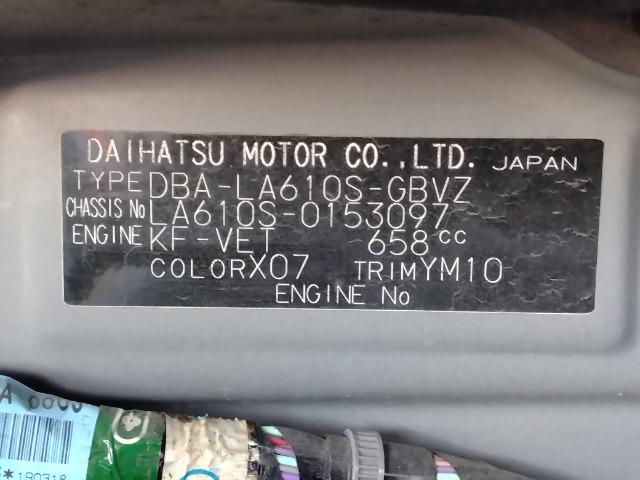 DAIHATSU MOTOR CO.,LTD. JAPAN
TYPE DBA-LA610S-GBVZ
CHASSIS No LA610S-0153097
ENGINE KF-VET 658cc
COLOR X07 TRIM YM10
ENGINE No
*190318